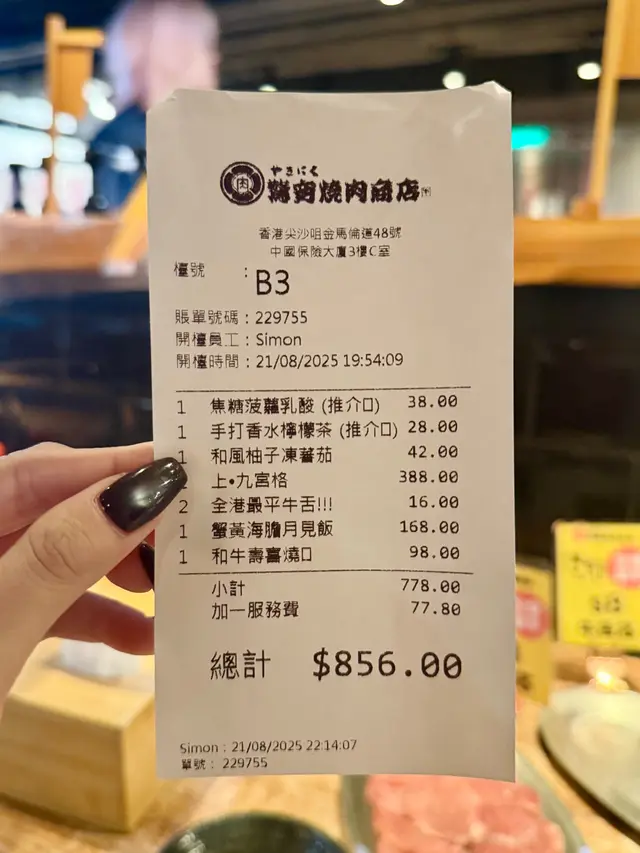 肉
やきにく
燒肉商店
香港尖沙咀金馬倫道48號
中國保險大廈3樓C室
檯號 : B3
賬單號碼 : 229755
開檯員工 : Simon
開檯時間 : 21/08/2025 19:54:09
1 焦糖菠蘿乳酸 (推介□) 38.00
1 手打香水檸檬茶 (推介□) 28.00
1 和風柚子凍蕃茄 42.00
上•九宮格 388.00
2 全港最平牛舌!!! 16.00
1 蟹黃海膽月見飯 168.00
1 和牛壽喜燒□ 98.00
小計 778.00
加一服務費 77.80
總計 $856.00
Simon : 21/08/2025 22:14:07
單號 : 229755